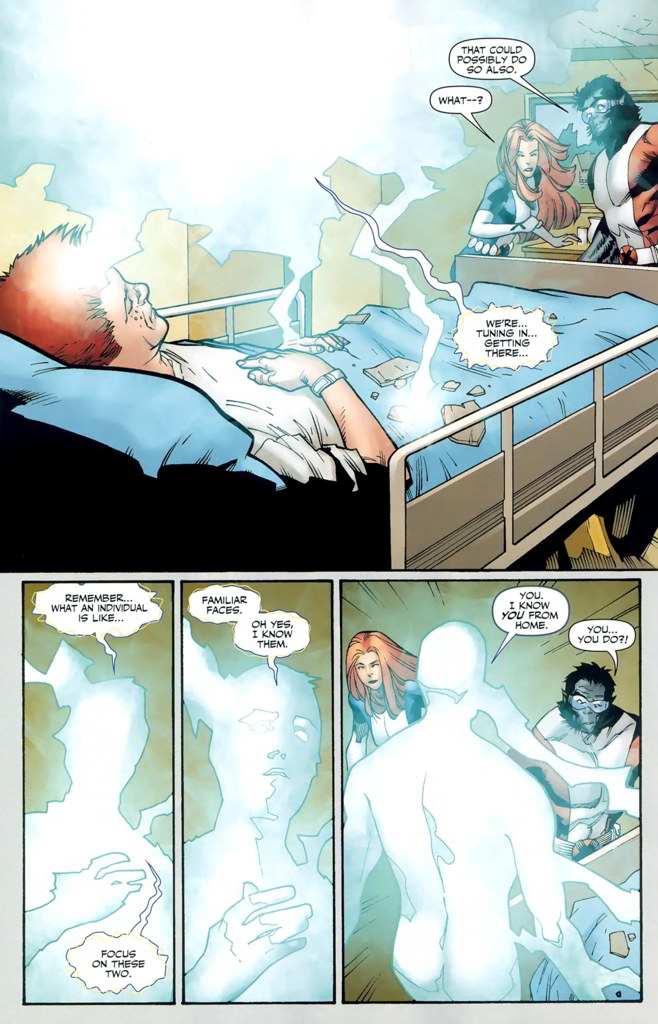 THAT COULD
POSSIBLY DO
SO ALSO.
WHAT--?
WE'RE...
TUNING IN...
GETTING
THERE...
REMEMBER...
WHAT AN INDIVIDUAL
IS LIKE...
FOCUS
ON THESE
TWO.
FAMILIAR
FACES.
OH YES,
I KNOW
THEM.
YOU.
I KNOW
YOU FROM
HOME.
YOU...
YOU DO?!